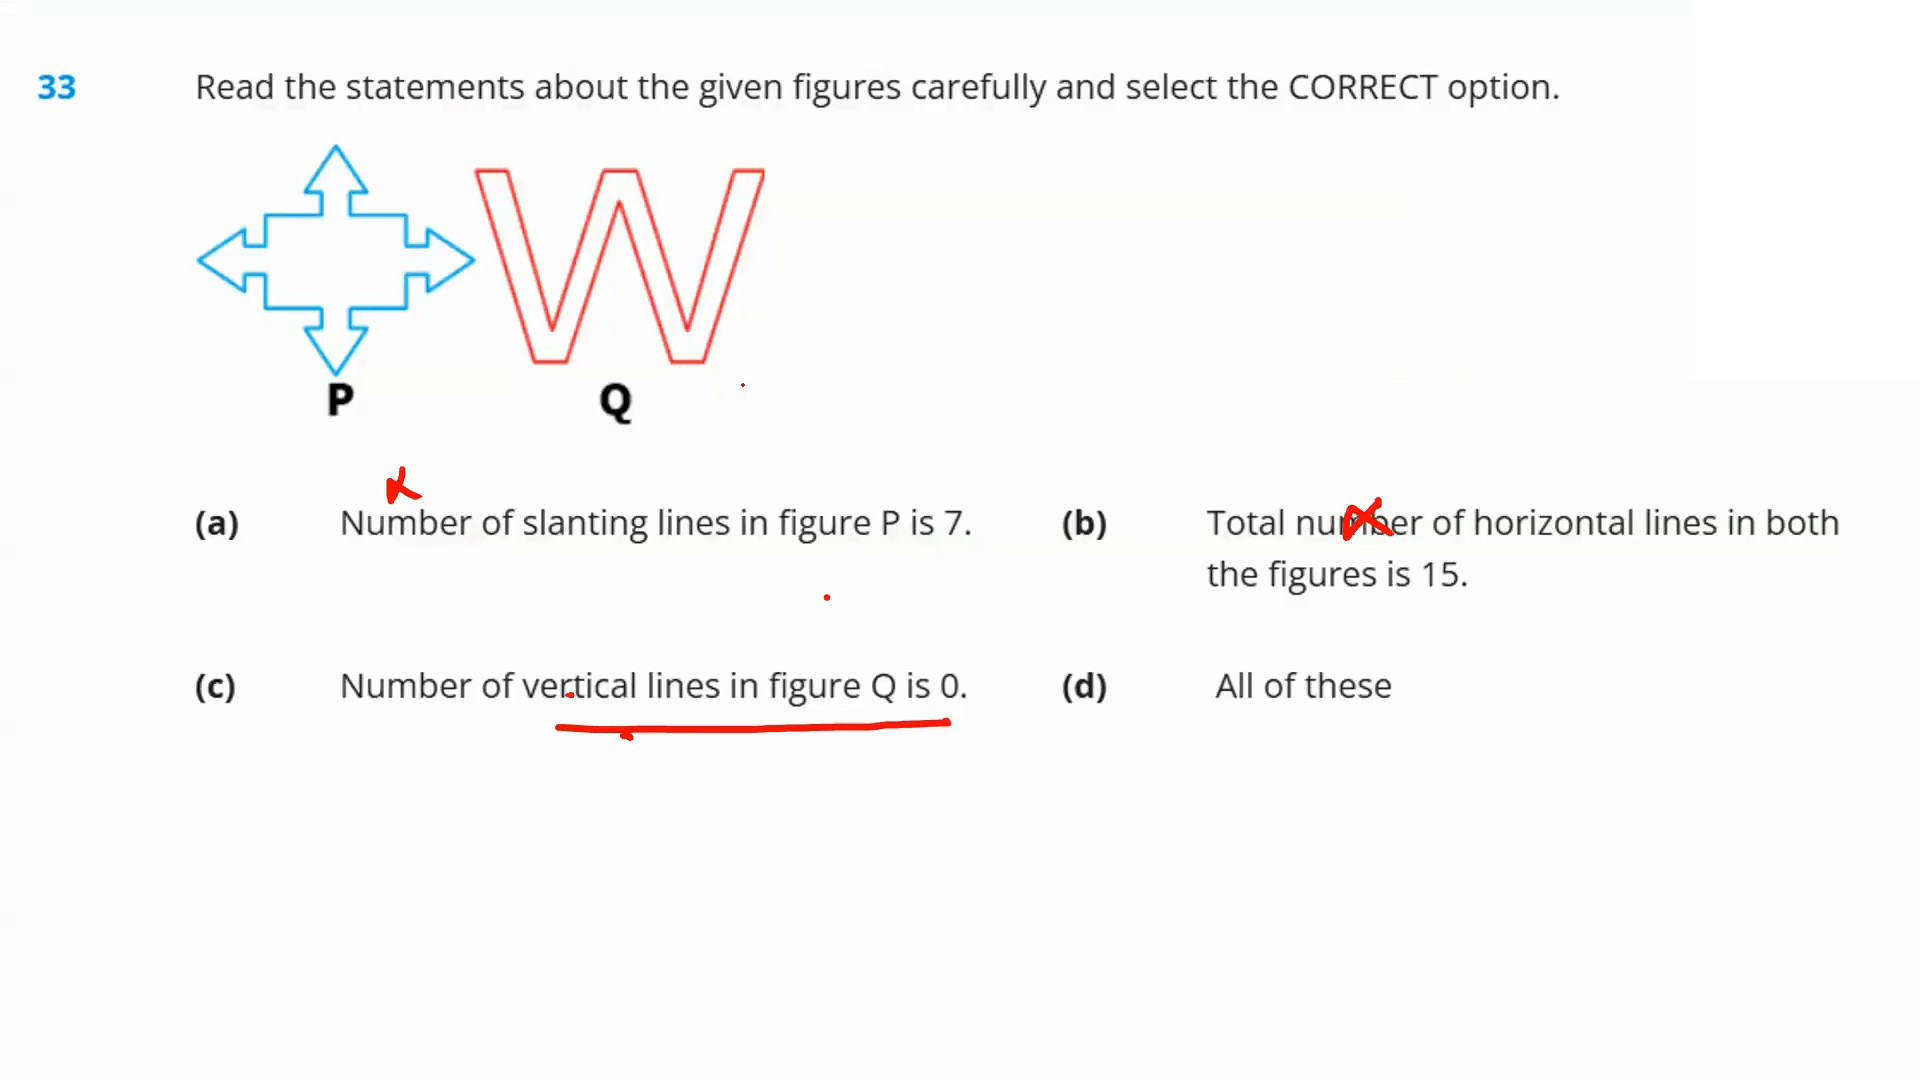 33 Read the statements about the given figures carefully and select the CORRECT option.
P Q
(a) Number of slanting lines in figure P is 7. (b) Total number of horizontal lines in both
the figures is 15.
(c) Number of vertical lines in figure Q is 0. (d) All of these